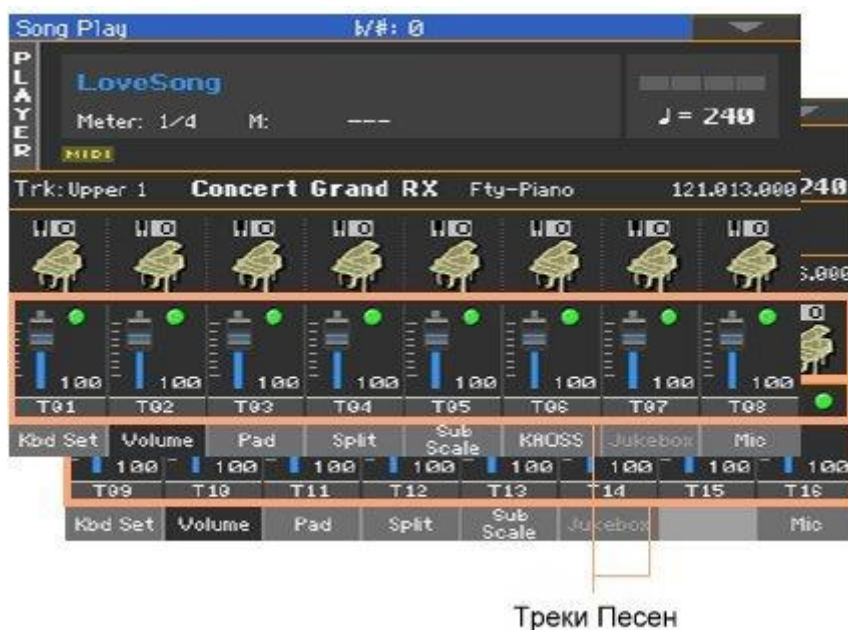 Song Play ♭/#: 0
PLAYER
LoveSong
Meter: 1/4 M: --- ♩= 240
MIDI
Trk: Upper 1 Concert Grand RX Fty-Piano 121.013.000 240
5.000
100 100 100 100 100 100 100 100
T01 T02 T03 T04 T05 T06 T07 T08
Kbd Set Volume Pad Split Sub Scale KAOSS Jukebox Mic
100 100 100 100 100 100 100 100
T09 T10 T11 T12 T13 T14 T15 T16
Kbd Set Volume Pad Split Sub Scale Jukebox Mic
Треки Песен